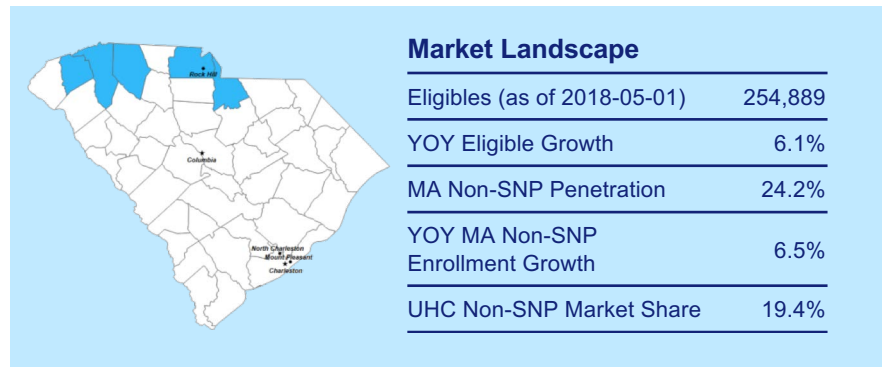 Market Landscape
Eligibles (as of 2018-05-01) 254,889
YOY Eligible Growth 6.1%
MA Non-SNP Penetration 24.2%
YOY MA Non-SNP
Enrollment Growth 6.5%
UHC Non-SNP Market Share 19.4%
Rock Hill
Columbia
North Charleston
Mount Pleasant
Charleston